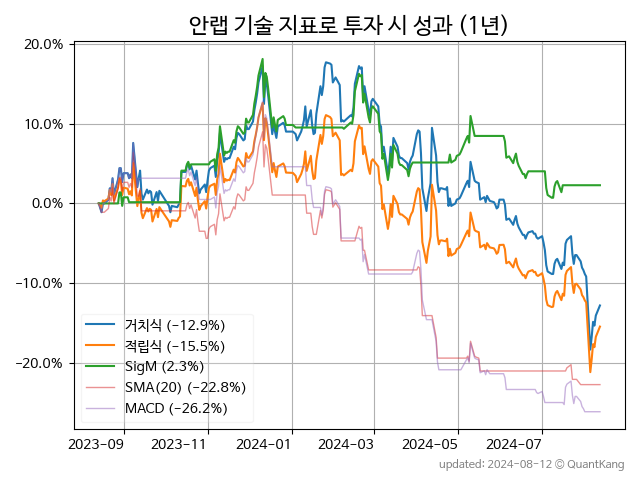 안랩 기술 지표로 투자 시 성과 (1년)
20.0%
10.0%
0.0%
−10.0%
−20.0%
거치식 (−12.9%)
적립식 (−15.5%)
SigM (2.3%)
SMA(20) (−22.8%)
MACD (−26.2%)
2023−09 2023−11 2024−01 2024−03 2024−05 2024−07
updated: 2024−08−12 ⓒ QuantKang